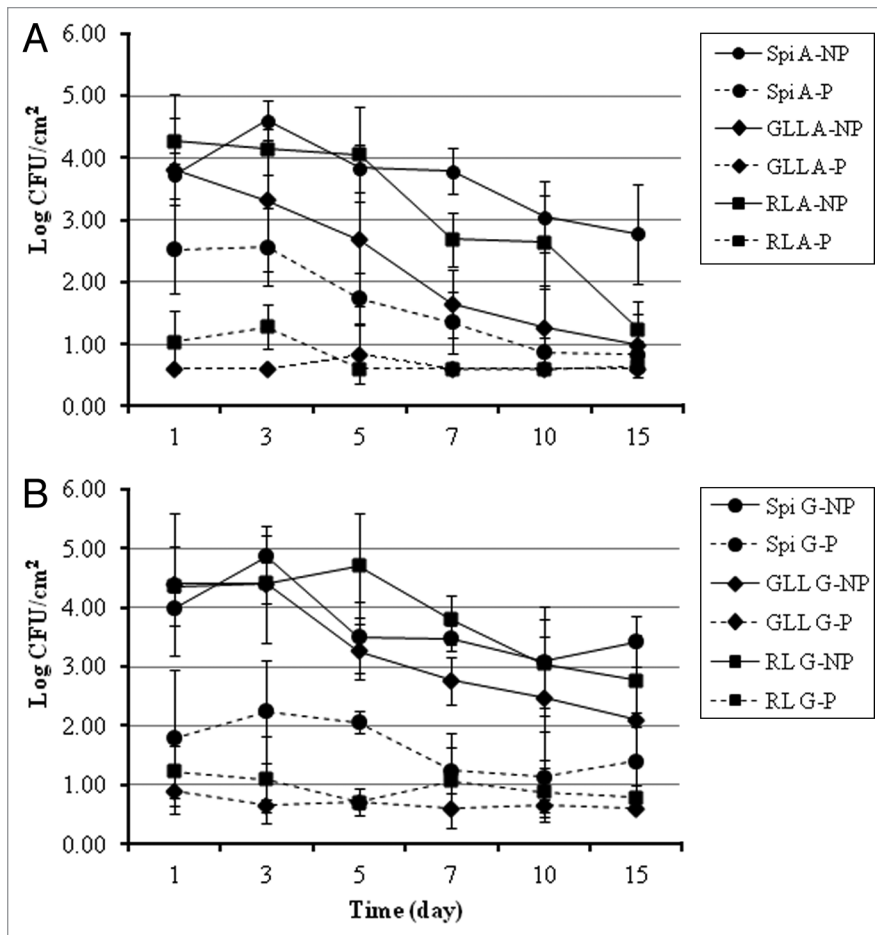 A
6.00
5.00
4.00
3.00
2.00
1.00
0.00
Log CFU/cm²
1 3 5 7 10 15
Spi A-NP
Spi A-P
GLL A-NP
GLL A-P
RL A-NP
RL A-P
B
6.00
5.00
4.00
3.00
2.00
1.00
0.00
Log CFU/cm²
1 3 5 7 10 15
Time (day)
Spi G-NP
Spi G-P
GLL G-NP
GLL G-P
RL G-NP
RL G-P